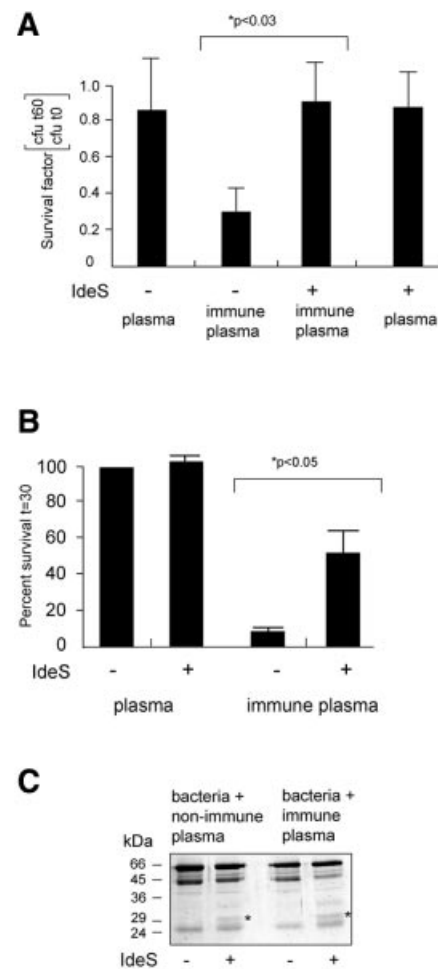 A
*p<0.03
Survival factor [cfu t60 cfu t0]
1.0
0.8
0.6
0.4
0.2
0
IdeS - - + +
plasma immune plasma immune plasma plasma
B
*p<0.05
Percent survival t=30
100
80
60
40
20
0
IdeS - + - +
plasma immune plasma
C
bacteria + bacteria +
non-immune immune
plasma plasma
kDa
66
45
36
29 * *
24
IdeS - + - +